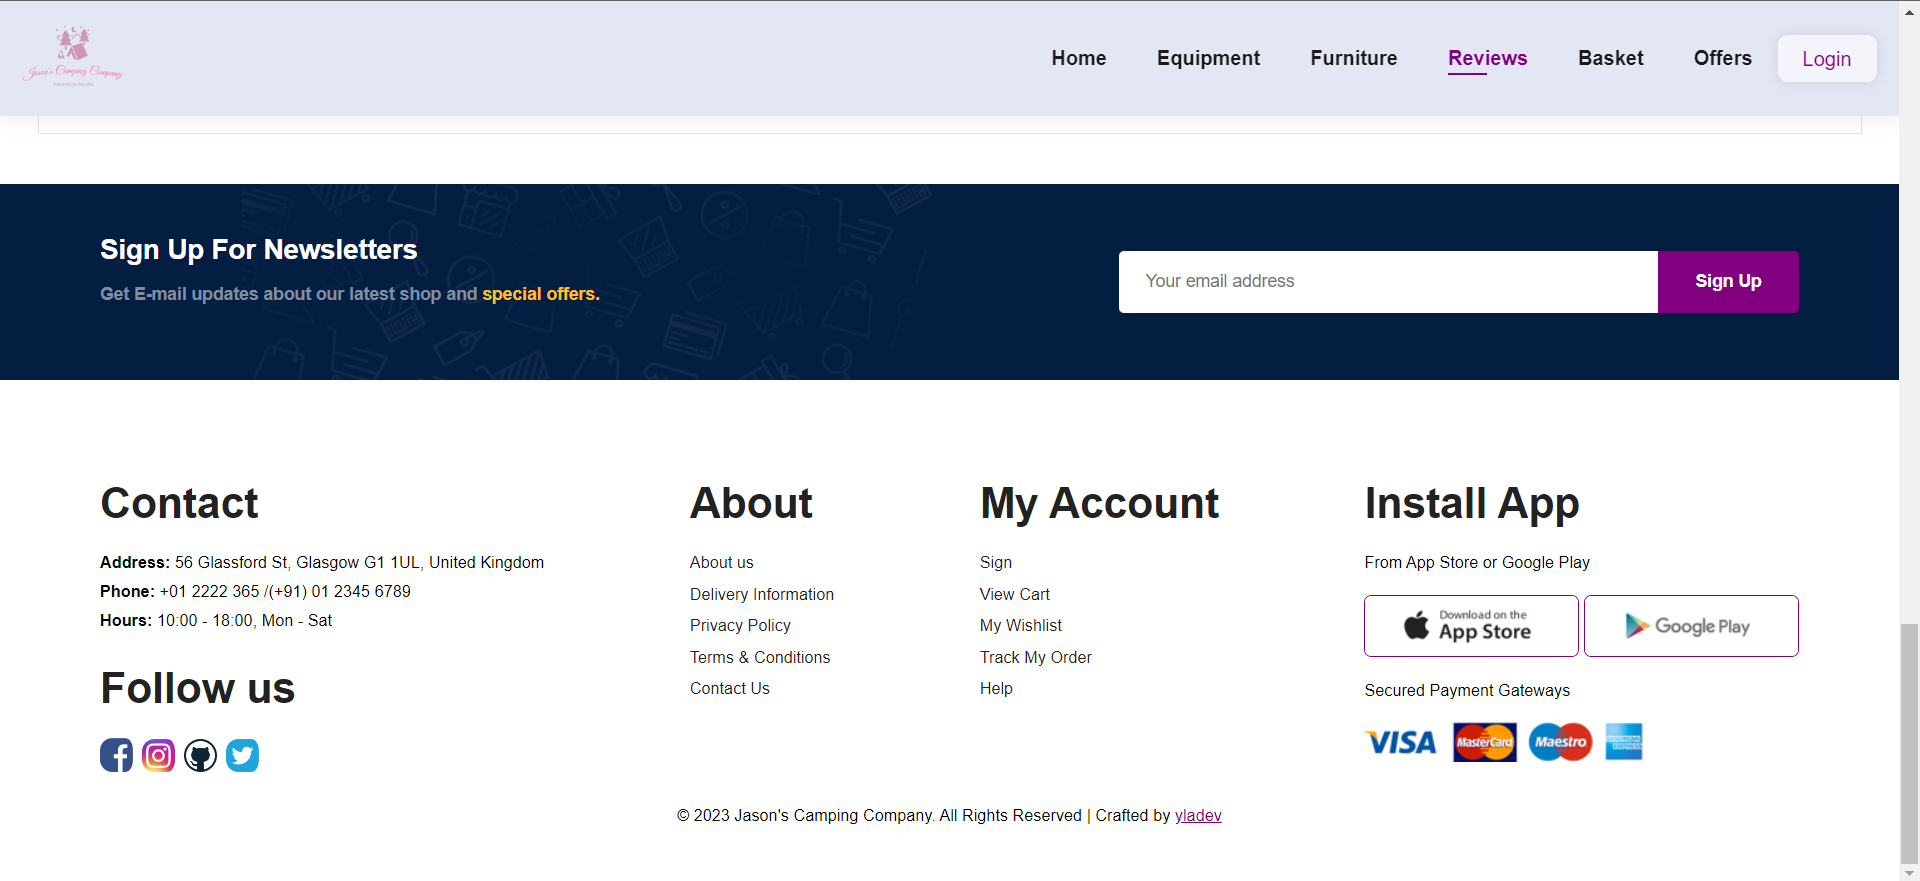 Jason's Camping Company
Home Equipment Furniture Reviews Basket Offers Login
Sign Up For Newsletters
Get E-mail updates about our latest shop and special offers.
Your email address
Sign Up
Contact
Address: 56 Glassford St, Glasgow G1 1UL, United Kingdom
Phone: +01 2222 365 /(+91) 01 2345 6789
Hours: 10:00 - 18:00, Mon - Sat
Follow us
About
About us
Delivery Information
Privacy Policy
Terms & Conditions
Contact Us
My Account
Sign
View Cart
My Wishlist
Track My Order
Help
Install App
From App Store or Google Play
Download on the
App Store
Google Play
Secured Payment Gateways
VISA MasterCard Maestro AMERICAN EXPRESS
© 2023 Jason's Camping Company. All Rights Reserved | Crafted by yladev